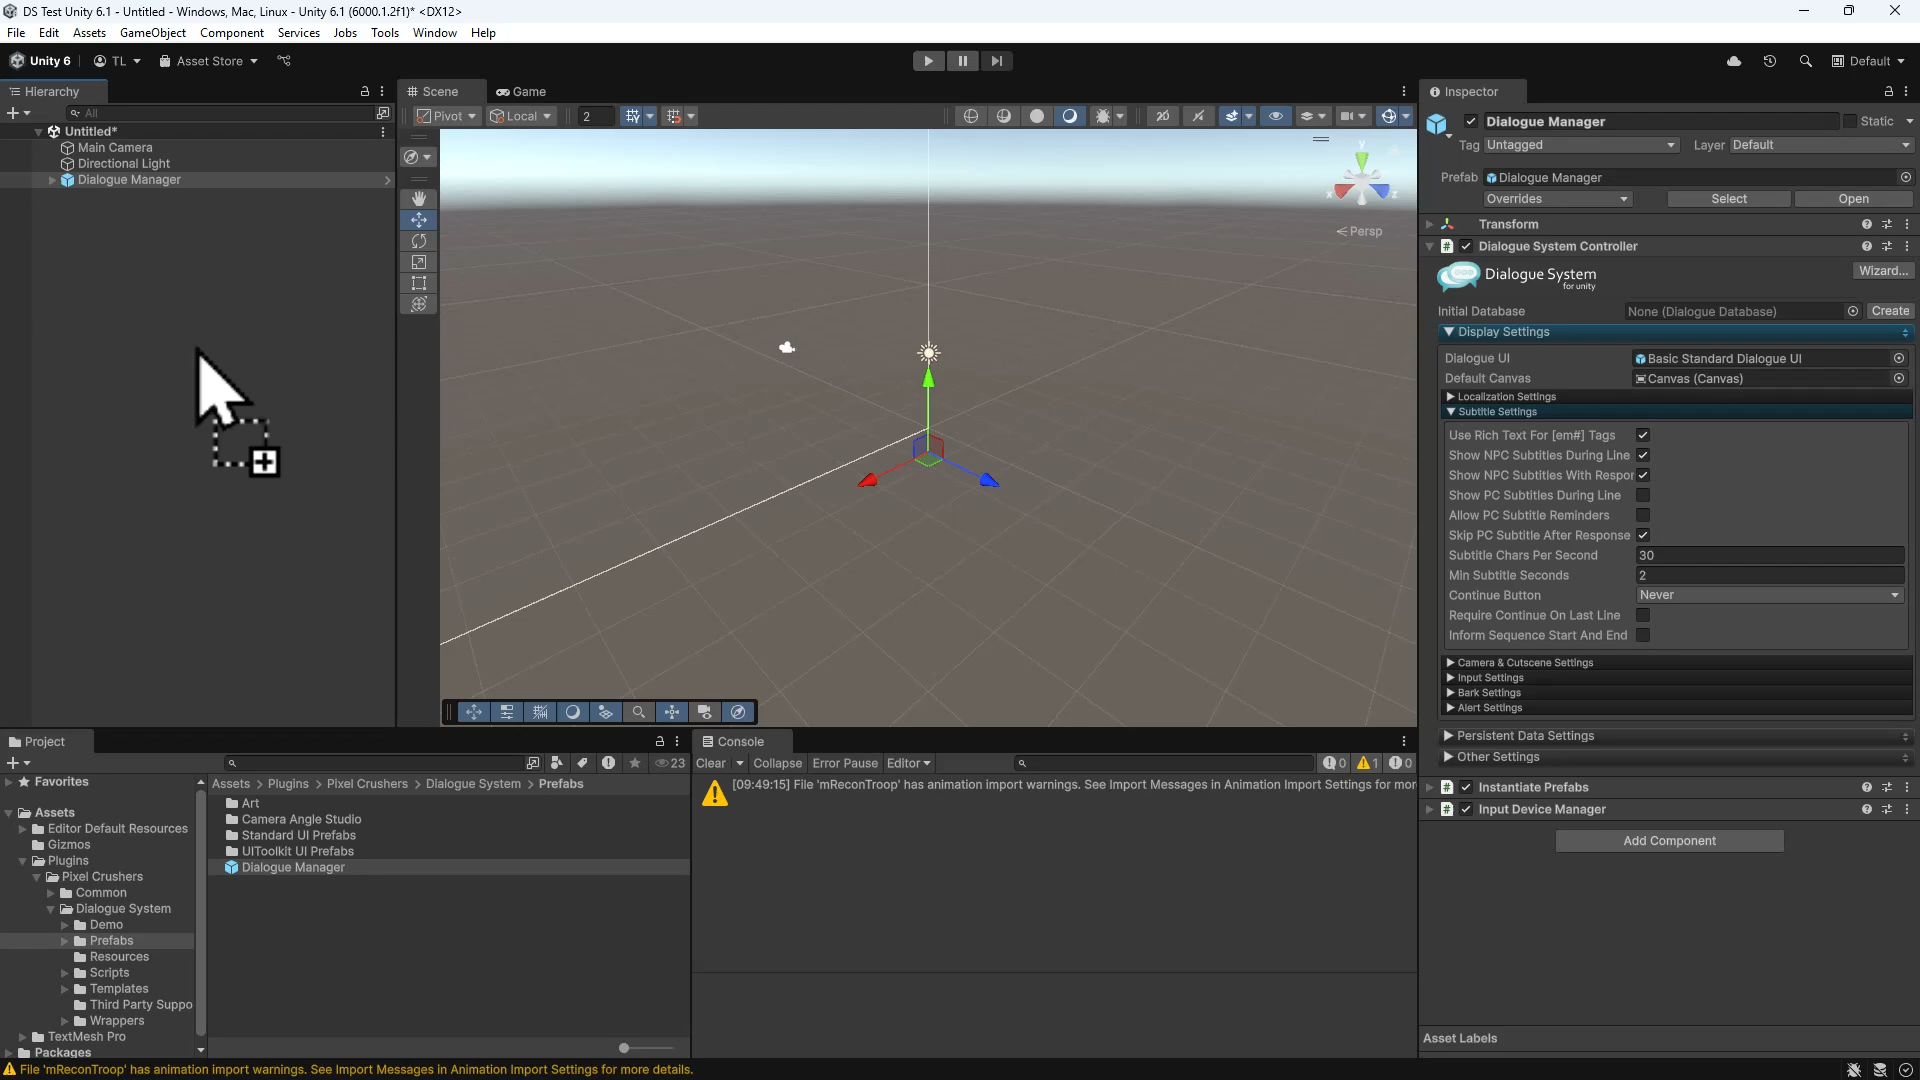 DS Test Unity 6.1 - Untitled - Windows, Mac, Linux - Unity 6.1 (6000.1.2f1)* <DX12>
File Edit Assets GameObject Component Services Jobs Tools Window Help
Unity 6 TL Asset Store Default
Hierarchy
All
Untitled*
Main Camera
Directional Light
Dialogue Manager
Scene Game
Pivot Local 2 2D
y
x z
Persp
Inspector
Dialogue Manager Static
Tag Untagged Layer Default
Prefab Dialogue Manager
Overrides Select Open
Transform
Dialogue System Controller
Dialogue System
for unity
Wizard...
Initial Database None (Dialogue Database) Create
Display Settings
Dialogue UI Basic Standard Dialogue UI
Default Canvas Canvas (Canvas)
Localization Settings
Subtitle Settings
Use Rich Text For [em#] Tags
Show NPC Subtitles During Line
Show NPC Subtitles With Respor
Show PC Subtitles During Line
Allow PC Subtitle Reminders
Skip PC Subtitle After Response
Subtitle Chars Per Second 30
Min Subtitle Seconds 2
Continue Button Never
Require Continue On Last Line
Inform Sequence Start And End
Camera & Cutscene Settings
Input Settings
Bark Settings
Alert Settings
Persistent Data Settings
Other Settings
Instantiate Prefabs
Input Device Manager
Add Component
Asset Labels
Project
23
Favorites
Assets
Editor Default Resources
Gizmos
Plugins
Pixel Crushers
Common
Dialogue System
Demo
Prefabs
Resources
Scripts
Templates
Third Party Suppo
Wrappers
TextMesh Pro
Packages
Assets > Plugins > Pixel Crushers > Dialogue System > Prefabs
Art
Camera Angle Studio
Standard UI Prefabs
UIToolkit UI Prefabs
Dialogue Manager
Console
Clear Collapse Error Pause Editor 0 1 0
[09:49:15] File 'mReconTroop' has animation import warnings. See Import Messages in Animation Import Settings for mor
File 'mReconTroop' has animation import warnings. See Import Messages in Animation Import Settings for more details.